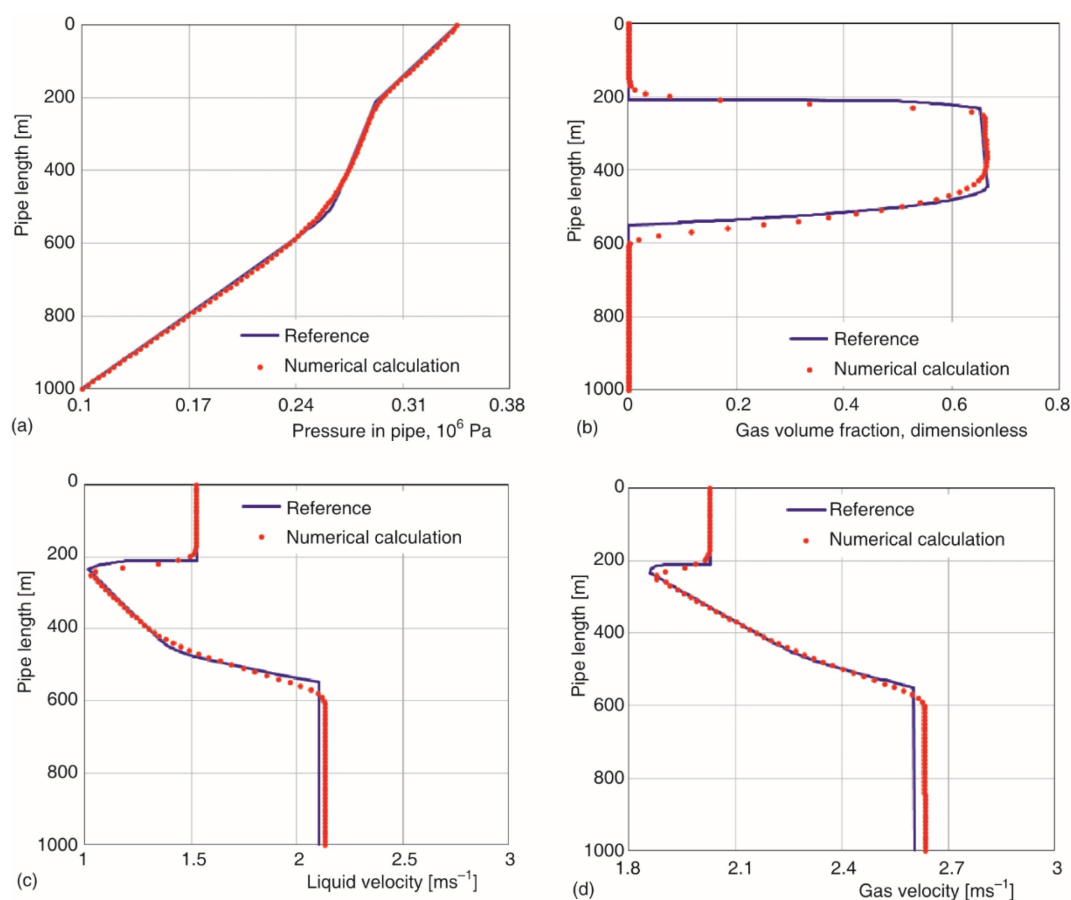 0
200
400
600
800
1000
Pipe length [m]
Reference
Numerical calculation
0.1
0.17
0.24
0.31
0.38
(a)
Pressure in pipe, 10⁶ Pa
0
200
400
600
800
1000
Pipe length [m]
Reference
Numerical calculation
0
0.2
0.4
0.6
0.8
(b)
Gas volume fraction, dimensionless
0
200
400
600
800
1000
Pipe length [m]
Reference
Numerical calculation
1
1.5
2
2.5
3
(c)
Liquid velocity [ms⁻¹]
0
200
400
600
800
1000
Pipe length [m]
Reference
Numerical calculation
1.8
2.1
2.4
2.7
3
(d)
Gas velocity [ms⁻¹]